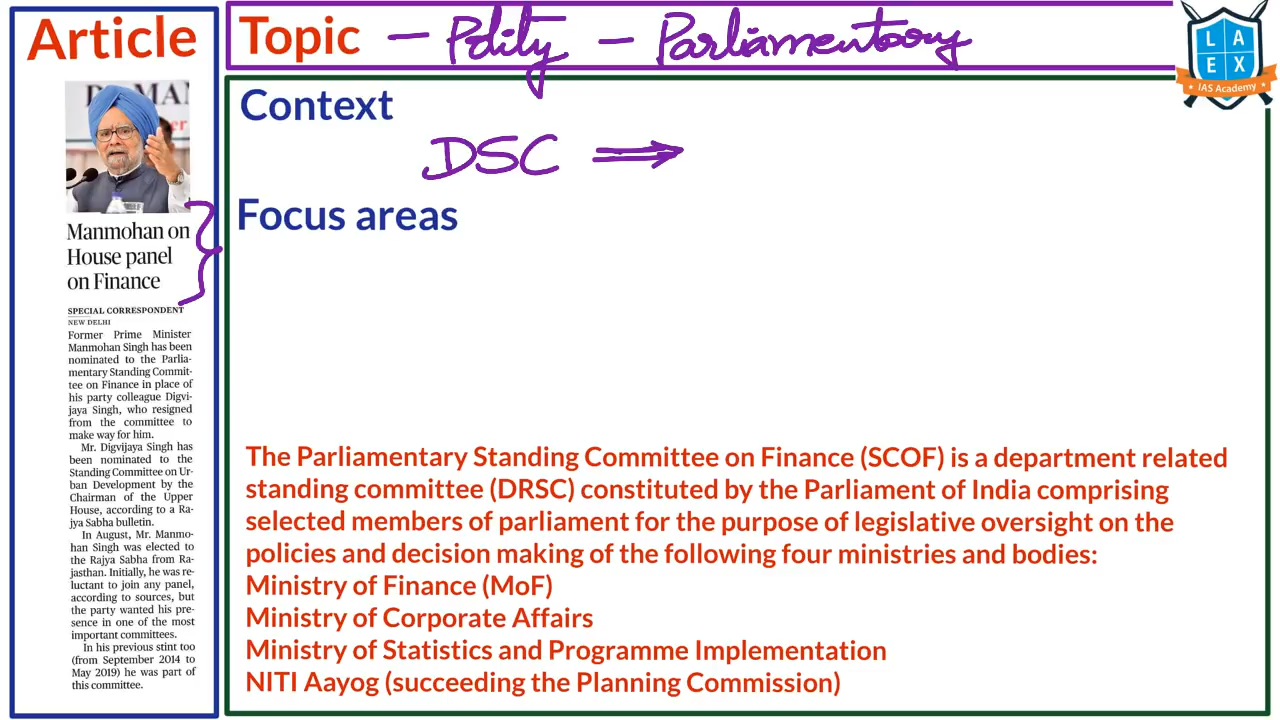 Article
MAN
er
Manmohan on
House panel
on Finance
SPECIAL CORRESPONDENT
NEW DELHI
Former Prime Minister
Manmohan Singh has been
nominated to the Parlia-
mentary Standing Commit-
tee on Finance in place of
his party colleague Digvi-
jaya Singh, who resigned
from the committee to
make way for him.
Mr. Digvijaya Singh has
been nominated to the
Standing Committee on Ur-
ban Development by the
Chairman of the Upper
House, according to a Ra-
jya Sabha bulletin.
In August, Mr. Manmo-
han Singh was elected to
the Rajya Sabha from Ra-
jasthan. Initially, he was re-
luctant to join any panel,
according to sources, but
the party wanted his pre-
sence in one of the most
important committees.
In his previous stint too
(from September 2014 to
May 2019) he was part of
this committee.
Topic - Polity - Parliamentary
LA
EX
IAS Academy
Context
DSC ⇒
Focus areas
The Parliamentary Standing Committee on Finance (SCOF) is a department related
standing committee (DRSC) constituted by the Parliament of India comprising
selected members of parliament for the purpose of legislative oversight on the
policies and decision making of the following four ministries and bodies:
Ministry of Finance (MoF)
Ministry of Corporate Affairs
Ministry of Statistics and Programme Implementation
NITI Aayog (succeeding the Planning Commission)